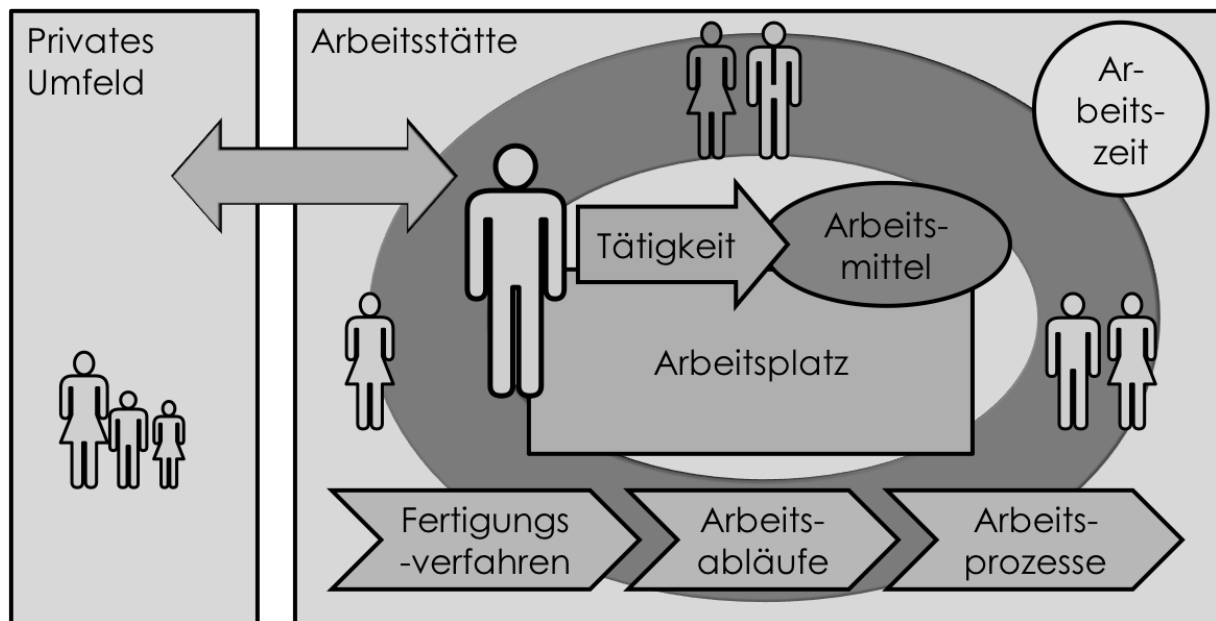 Privates
Umfeld
Arbeitsstätte
Ar-
beits-
zeit
Tätigkeit
Arbeits-
mittel
Arbeitsplatz
Fertigungs
-verfahren
Arbeits-
abläufe
Arbeits-
prozesse